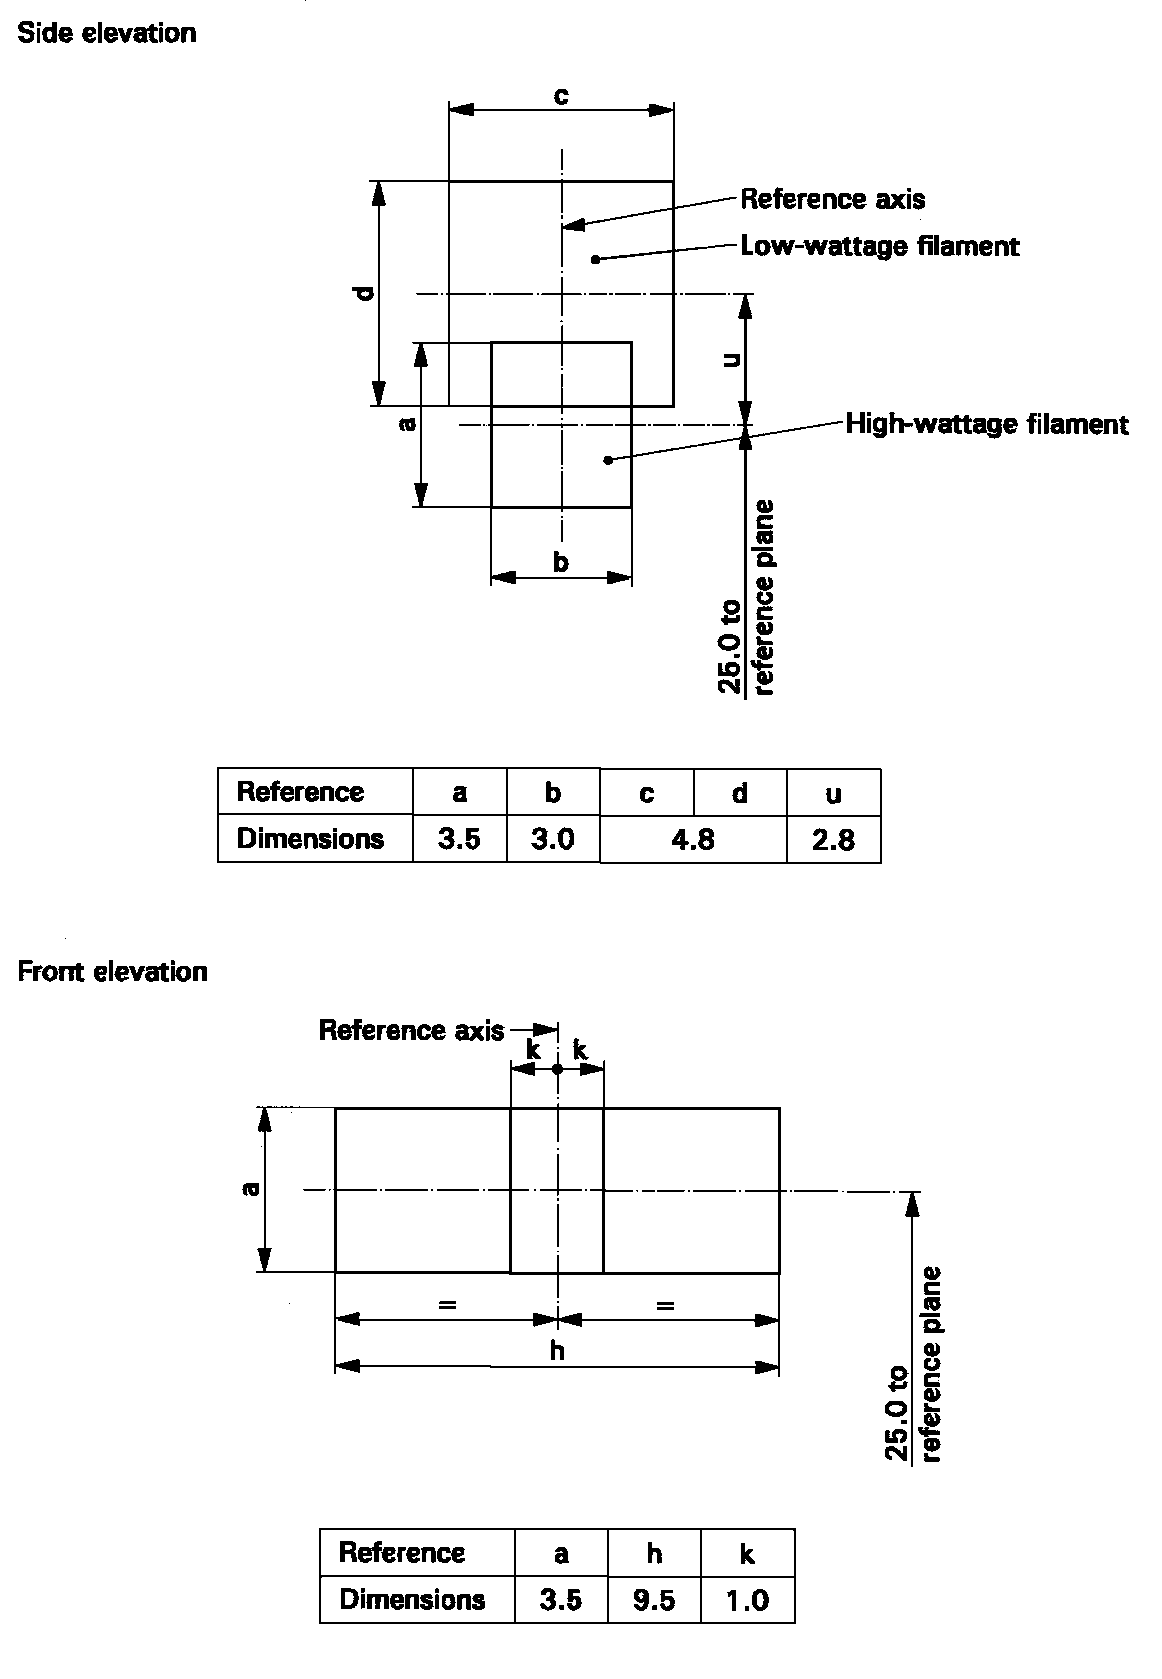 Side elevation
c
Reference axis
Low-wattage filament
d
u
a
High-wattage filament
b
25.0 to
reference plane
Reference a b c d u
Dimensions 3.5 3.0 4.8 2.8
Front elevation
Reference axis
k k
a
= =
h
25.0 to
reference plane
Reference a h k
Dimensions 3.5 9.5 1.0